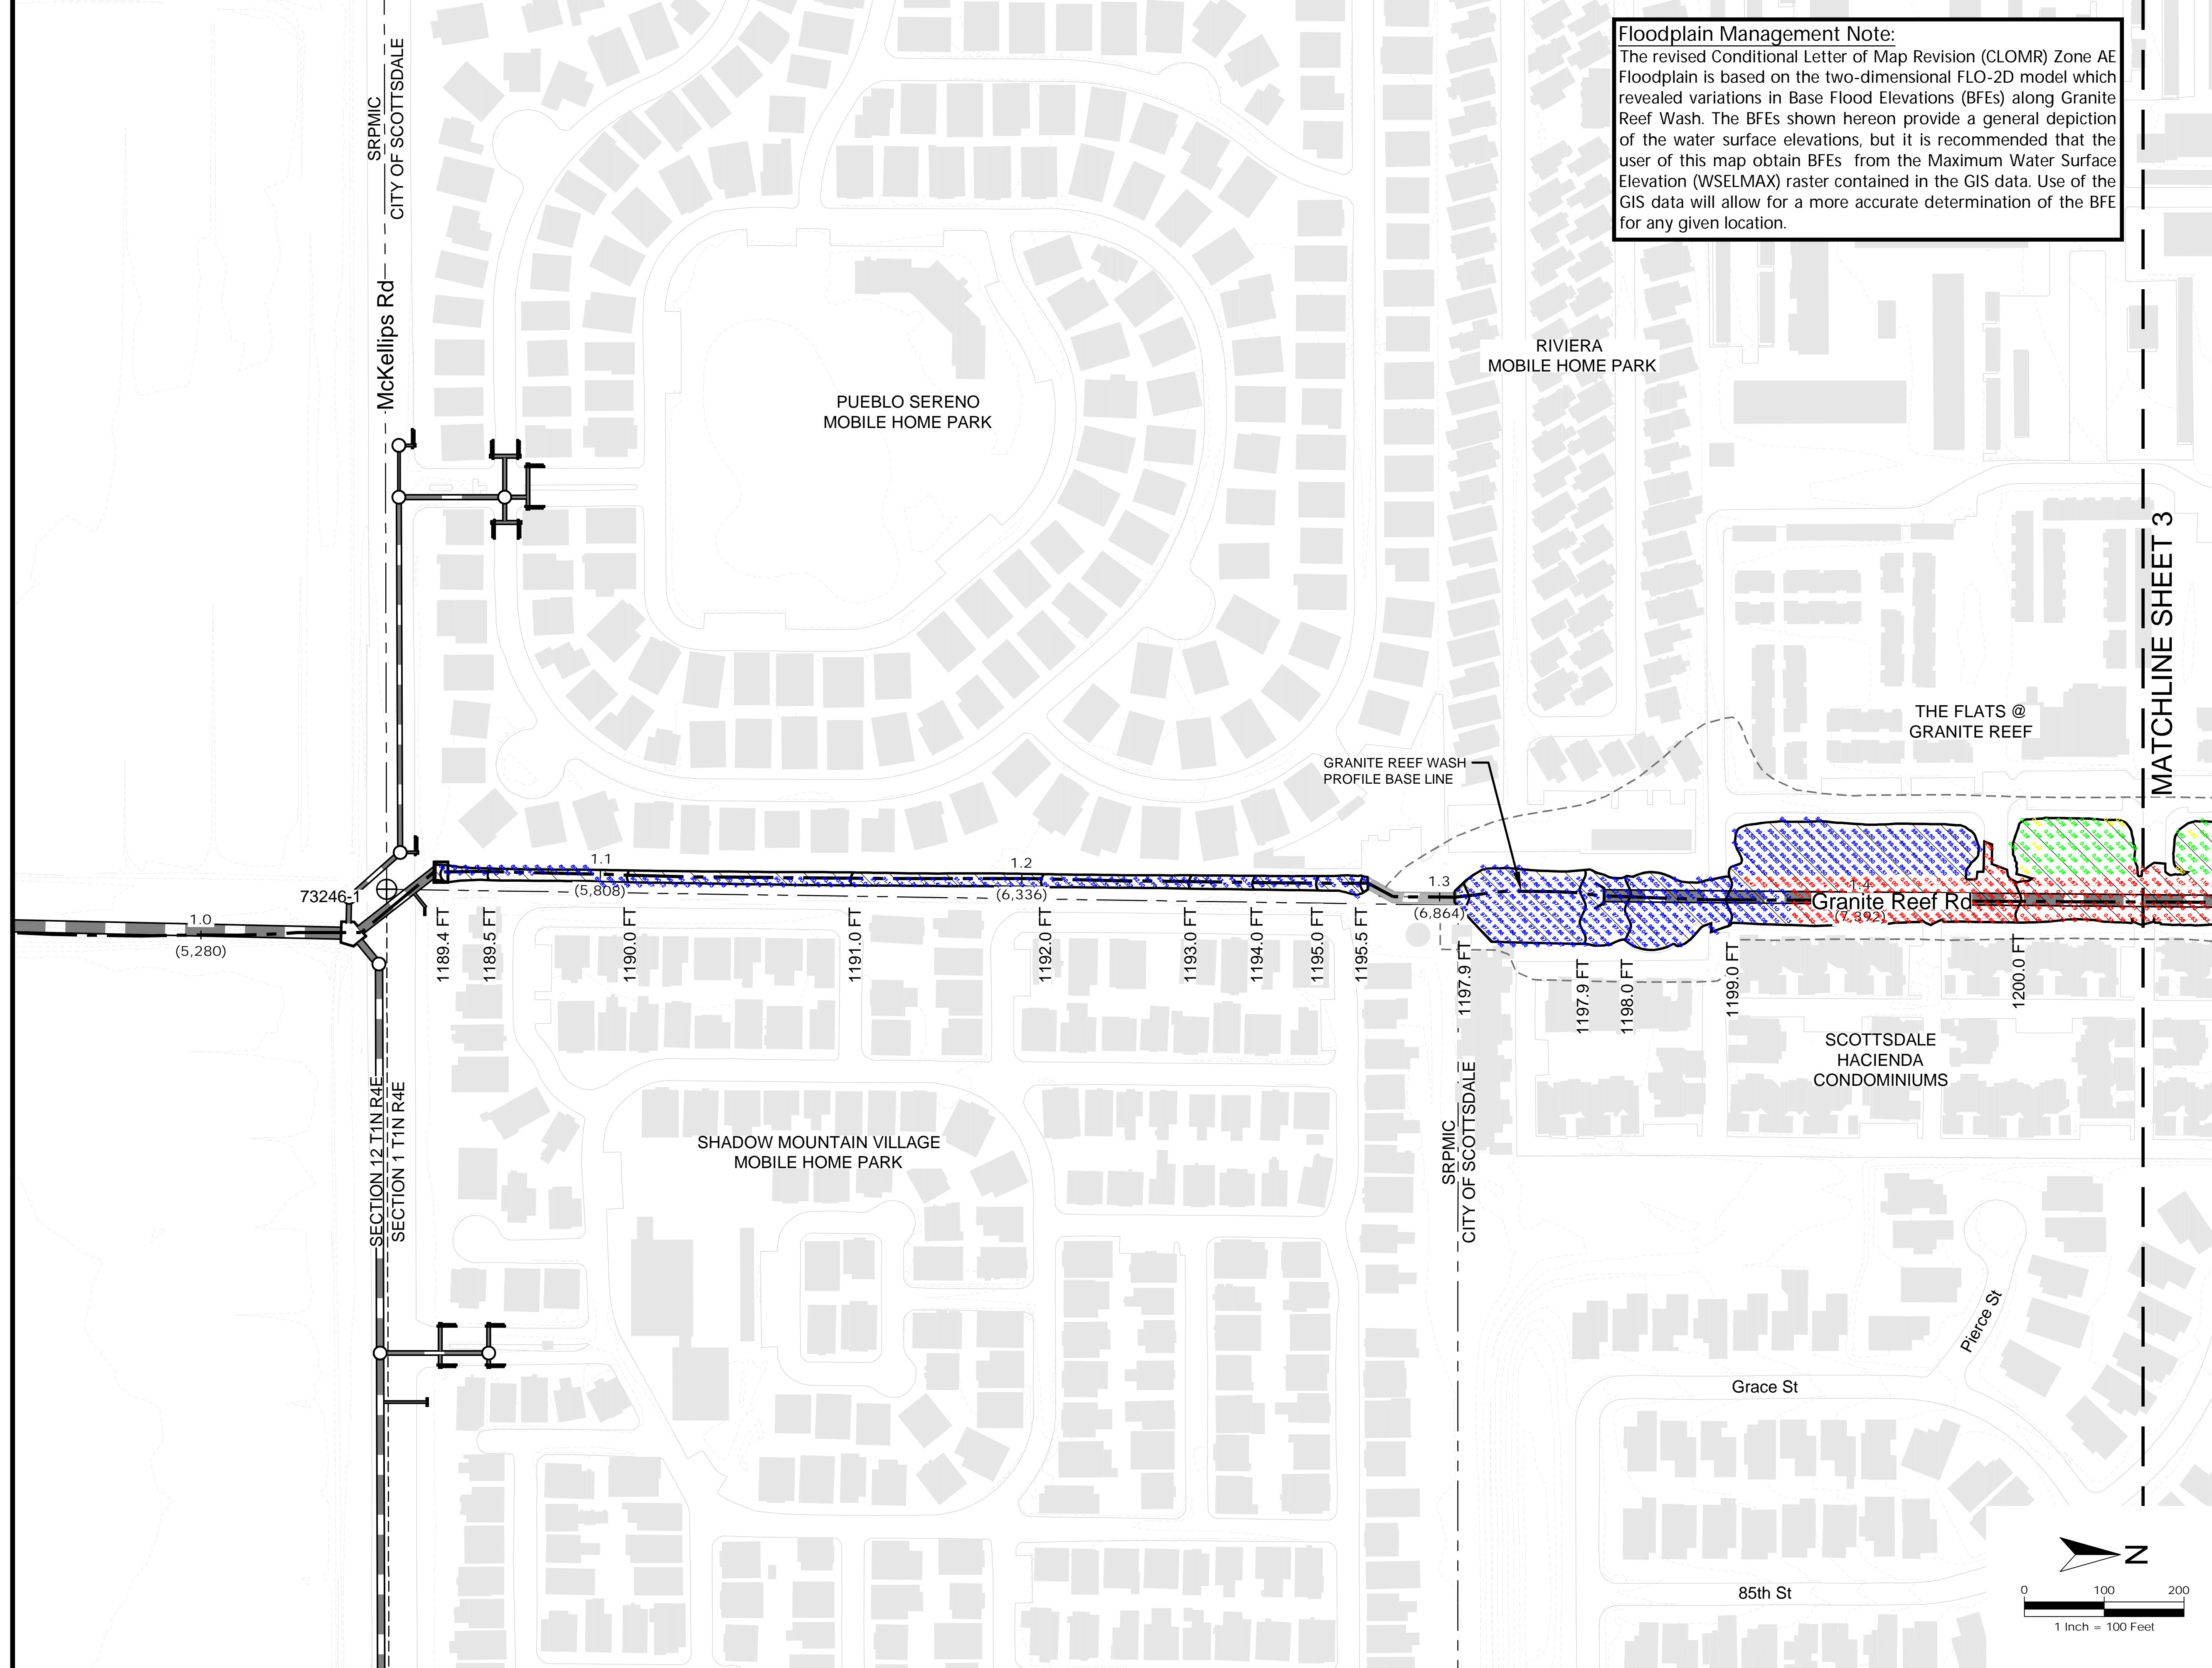 Floodplain Management Note:
The revised Conditional Letter of Map Revision (CLOMR) Zone AE
Floodplain is based on the two-dimensional FLO-2D model which
revealed variations in Base Flood Elevations (BFEs) along Granite
Reef Wash. The BFEs shown hereon provide a general depiction
of the water surface elevations, but it is recommended that the
user of this map obtain BFEs from the Maximum Water Surface
Elevation (WSELMAX) raster contained in the GIS data. Use of the
GIS data will allow for a more accurate determination of the BFE
for any given location.
SRPMIC
CITY OF SCOTTSDALE
McKellips Rd
PUEBLO SERENO
MOBILE HOME PARK
RIVIERA
MOBILE HOME PARK
MATCHLINE SHEET 3
THE FLATS @
GRANITE REEF
GRANITE REEF WASH
PROFILE BASE LINE
73246-1
1.0
(5,280)
1.1
(5,808)
1.2
(6,336)
1.3
(6,864)
1.4
Granite Reef Rd
(7,392)
1189.4 FT
1189.5 FT
1190.0 FT
1191.0 FT
1192.0 FT
1193.0 FT
1194.0 FT
1195.0 FT
1195.5 FT
1197.9 FT
1197.9 FT
1198.0 FT
1199.0 FT
1200.0 FT
SECTION 12 T1N R4E
SECTION 1 T1N R4E
SHADOW MOUNTAIN VILLAGE
MOBILE HOME PARK
SRPMIC
CITY OF SCOTTSDALE
SCOTTSDALE
HACIENDA
CONDOMINIUMS
Pierce St
Grace St
85th St
N
0 100 200
1 Inch = 100 Feet